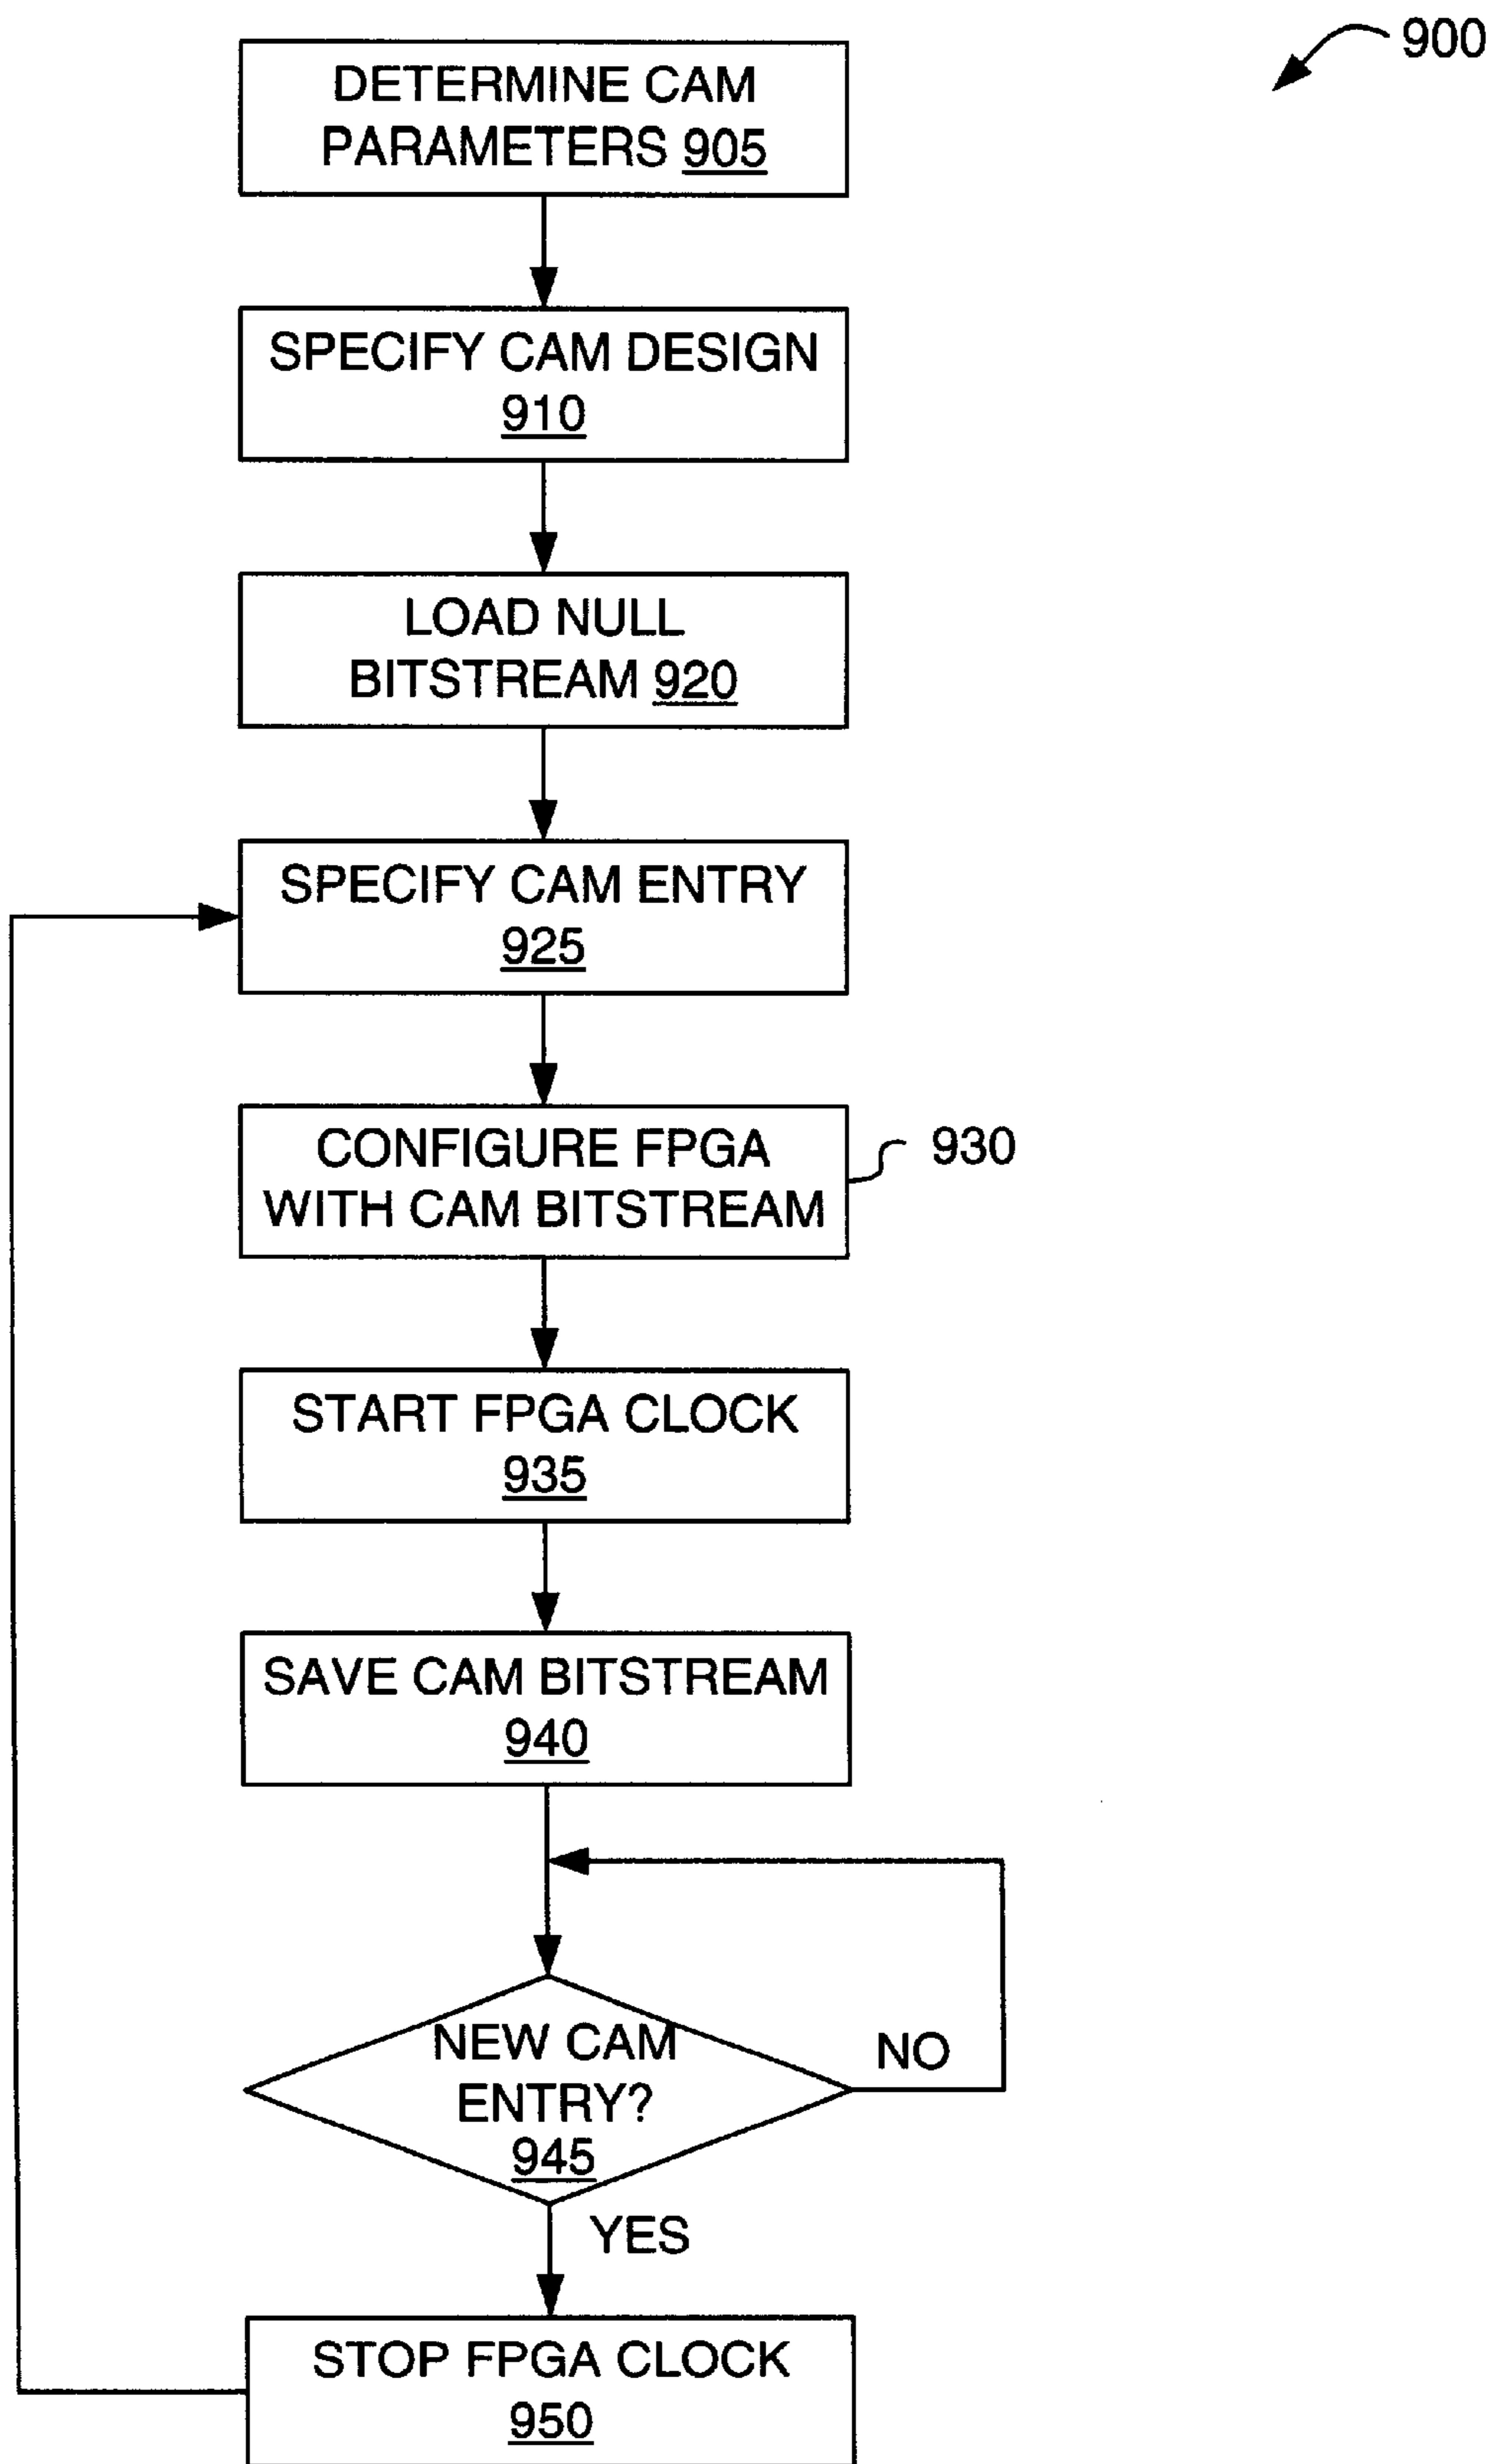 900
DETERMINE CAM
PARAMETERS 905
SPECIFY CAM DESIGN
910
LOAD NULL
BITSTREAM 920
SPECIFY CAM ENTRY
925
CONFIGURE FPGA
WITH CAM BITSTREAM
930
START FPGA CLOCK
935
SAVE CAM BITSTREAM
940
NEW CAM
ENTRY?
945
NO
YES
STOP FPGA CLOCK
950